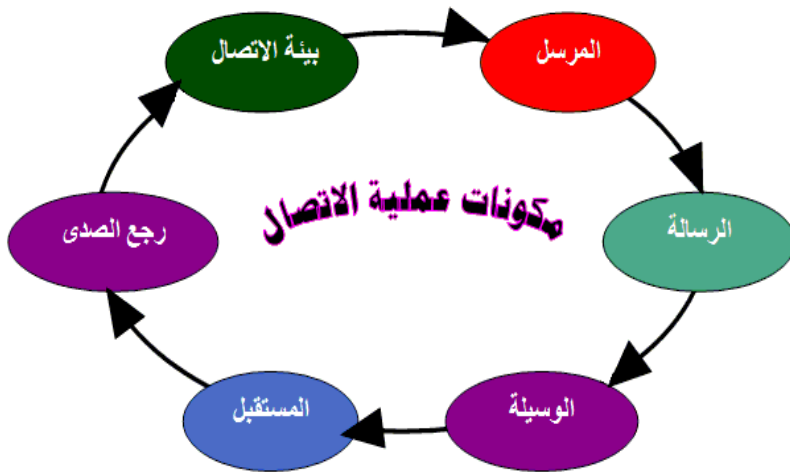 بيئة الاتصال
المرسل
مكونات عملية الاتصال
رجع الصدى
الرسالة
المستقبل
الوسيلة